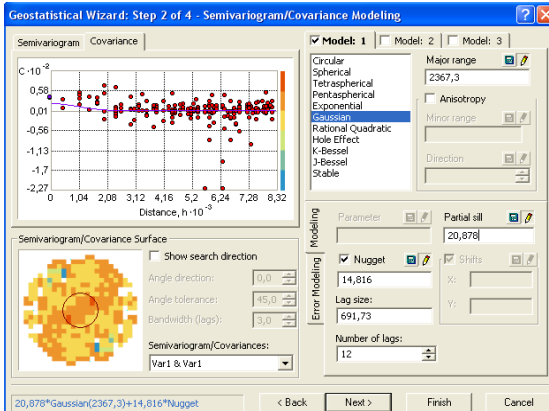 Geostatistical Wizard: Step 2 of 4 - Semivariogram/Covariance Modeling
Semivariogram
Covariance
C·10⁻²
1,14
0,58
0,01
-0,56
-1,13
-1,7
-2,27
0
1,04
2,08
3,12
4,16
5,2
6,24
7,28
8,32
Distance, h·10⁻³
Semivariogram/Covariance Surface
Show search direction
Angle direction:
0,0
Angle tolerance:
45,0
Bandwidth (lags):
3,0
Semivariogram/Covariances:
Var1 & Var1
Model: 1
Model: 2
Model: 3
Circular
Spherical
Tetraspherical
Pentaspherical
Exponential
Gaussian
Rational Quadratic
Hole Effect
K-Bessel
J-Bessel
Stable
Major range
2367,3
Anisotropy
Minor range
Direction
Modeling
Error Modeling
Parameter
Partial sill
20,878
Nugget
14,816
Shifts
X:
Y:
Lag size:
691,73
Number of lags:
12
20,878*Gaussian(2367,3)+14,816*Nugget
< Back
Next >
Finish
Cancel